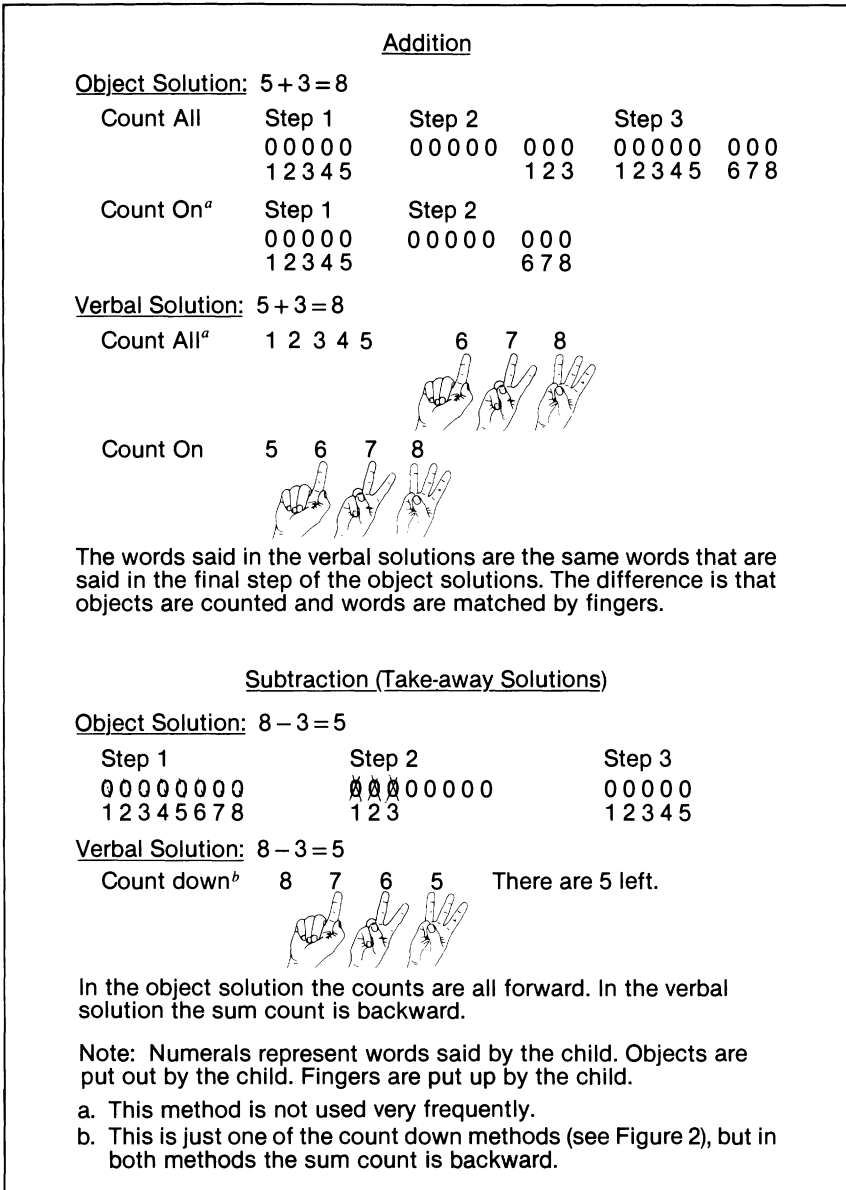 Addition
Object Solution: 5 + 3 = 8
Count All Step 1 Step 2 Step 3
00000 00000 000 00000 000
12345 123 12345 678
Count Onᵃ Step 1 Step 2
00000 00000 000
12345 678
Verbal Solution: 5 + 3 = 8
Count Allᵃ 1 2 3 4 5 6 7 8
Count On 5 6 7 8
The words said in the verbal solutions are the same words that are
said in the final step of the object solutions. The difference is that
objects are counted and words are matched by fingers.
Subtraction (Take-away Solutions)
Object Solution: 8 – 3 = 5
Step 1 Step 2 Step 3
00000000 00000000 00000
12345678 123 12345
Verbal Solution: 8 – 3 = 5
Count downᵇ 8 7 6 5 There are 5 left.
In the object solution the counts are all forward. In the verbal
solution the sum count is backward.
Note: Numerals represent words said by the child. Objects are
put out by the child. Fingers are put up by the child.
a. This method is not used very frequently.
b. This is just one of the count down methods (see Figure 2), but in
both methods the sum count is backward.